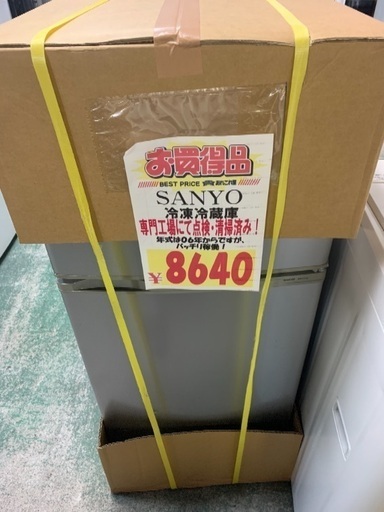 お買得品
BEST PRICE
SANYO
冷凍冷蔵庫
専門工場にて点検・清掃済み!
年式は06年からですが、
バッチリ稼働!
8640